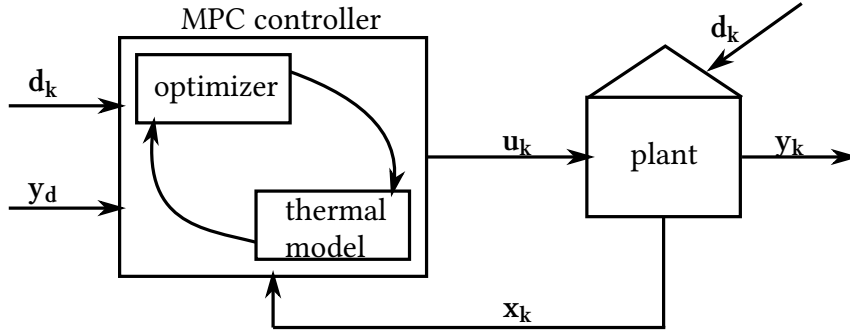 MPC controller
d_k
optimizer
d_k
y_d
u_k
plant
y_k
thermal
model
x_k